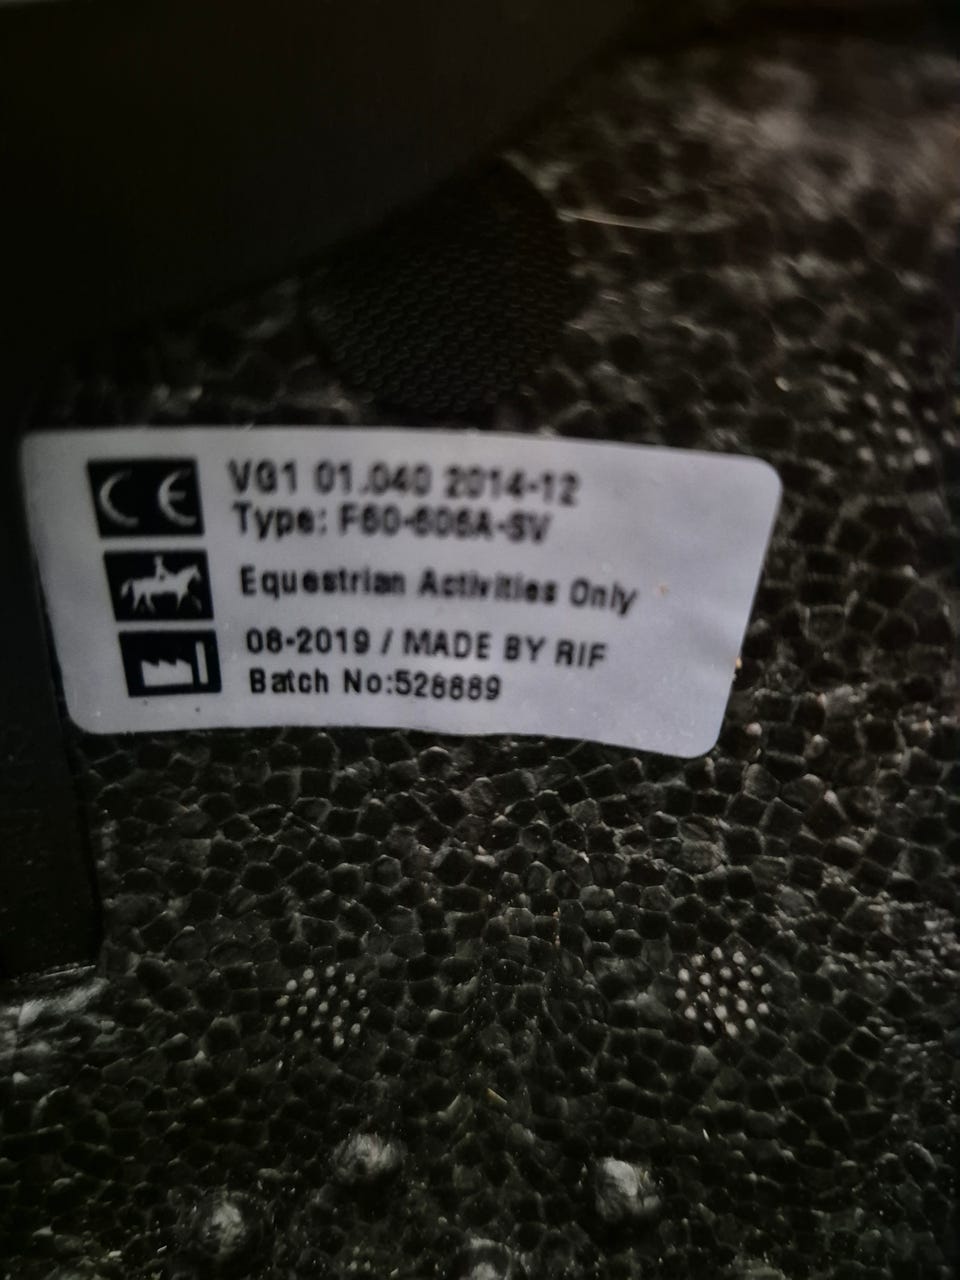 CE
VG1 01.040 2014-12
Type: F60-606A-SV
Equestrian Activities Only
08-2019 / MADE BY RIF
Batch No:528889